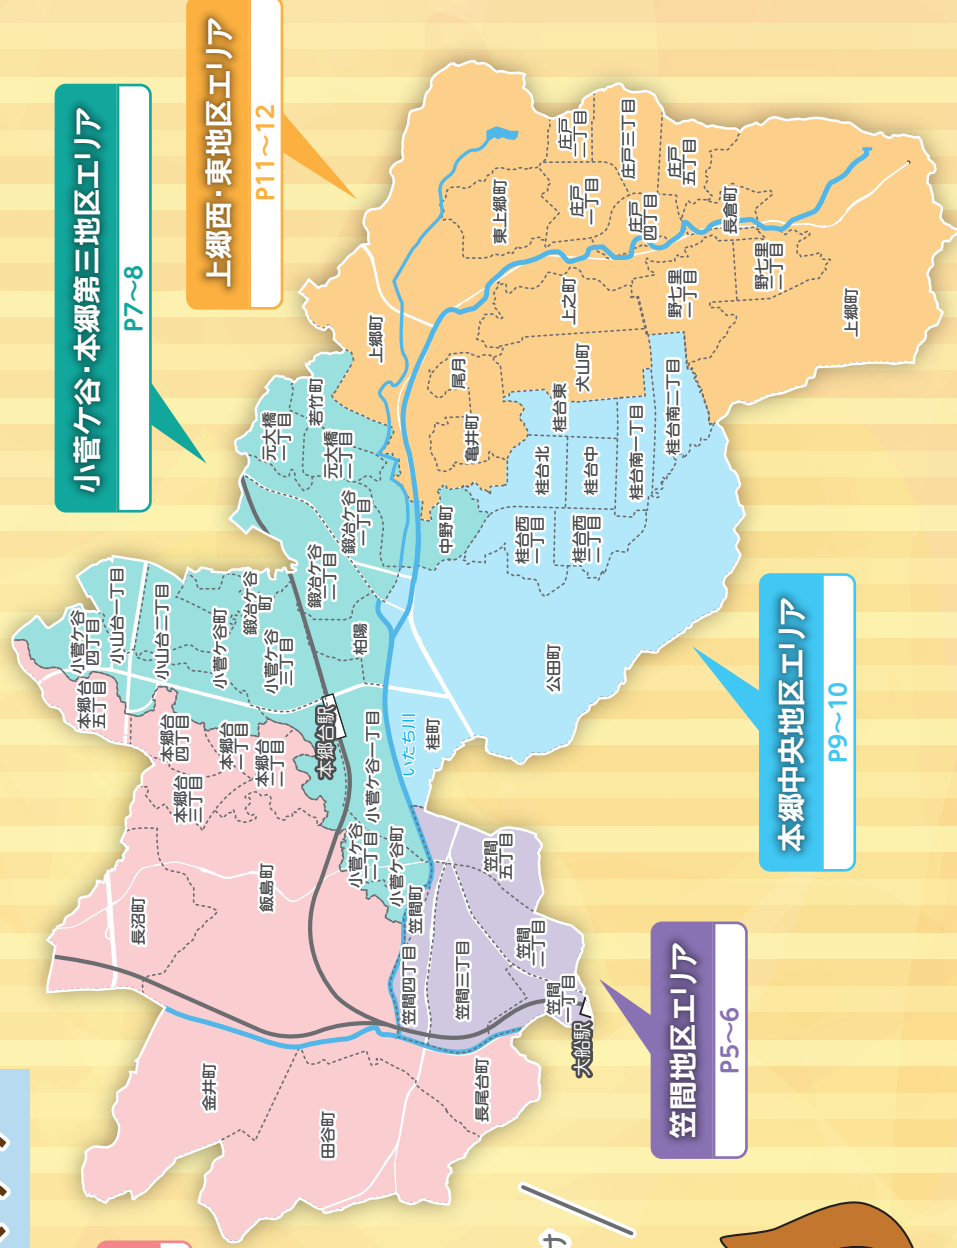 小菅ケ谷・本郷第三地区エリア
P7～8
上郷西・東地区エリア
P11～12
本郷中央地区エリア
P9～10
笠間地区エリア
P5～6
長沼町
飯島町
金井町
田谷町
長尾台町
本郷台
五丁目
本郷台
四丁目
本郷台
三丁目
本郷台
一丁目
本郷台
二丁目
本郷台駅
小菅ケ谷
四丁目
小山台一丁目
小山台二丁目
小菅ケ谷町
鍛冶ケ谷
町
小菅ケ谷
三丁目
小菅ケ谷一丁目
小菅ケ谷
二丁目
小菅ケ谷町
柏陽
鍛冶ケ谷
二丁目
鍛冶ケ谷
一丁目
元大橋
一丁目
元大橋
二丁目
若竹町
中野町
いたち川
桂町
公田町
桂台西
一丁目
桂台西
二丁目
桂台北
桂台中
桂台東
桂台南一丁目
桂台南二丁目
上郷町
尾月
亀井町
犬山町
上之町
東上郷町
庄戸
一丁目
庄戸
二丁目
庄戸三丁目
庄戸
四丁目
庄戸
五丁目
長倉町
野七里
一丁目
野七里
二丁目
上郷町
笠間町
笠間四丁目
笠間三丁目
笠間
五丁目
笠間
二丁目
笠間
一丁目
大船駅
け